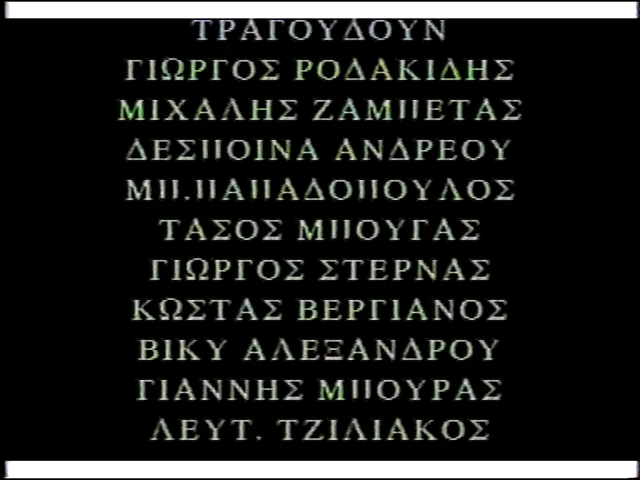 ΤΡΑΓΟΥΔΟΥΝ
ΓΙΩΡΓΟΣ ΡΟΔΑΚΙΔΗΣ
ΜΙΧΑΛΗΣ ΖΑΜΠΕΤΑΣ
ΔΕΣΠΟΙΝΑ ΑΝΔΡΕΟΥ
ΜΠ.ΠΑΠΑΔΟΠΟΥΛΟΣ
ΤΑΣΟΣ ΜΠΟΥΓΑΣ
ΓΙΩΡΓΟΣ ΣΤΕΡΝΑΣ
ΚΩΣΤΑΣ ΒΕΡΓΙΑΝΟΣ
ΒΙΚΥ ΑΛΕΞΑΝΔΡΟΥ
ΓΙΑΝΝΗΣ ΜΠΟΥΡΑΣ
ΛΕΥΤ. ΤΖΙΛΙΑΚΟΣ